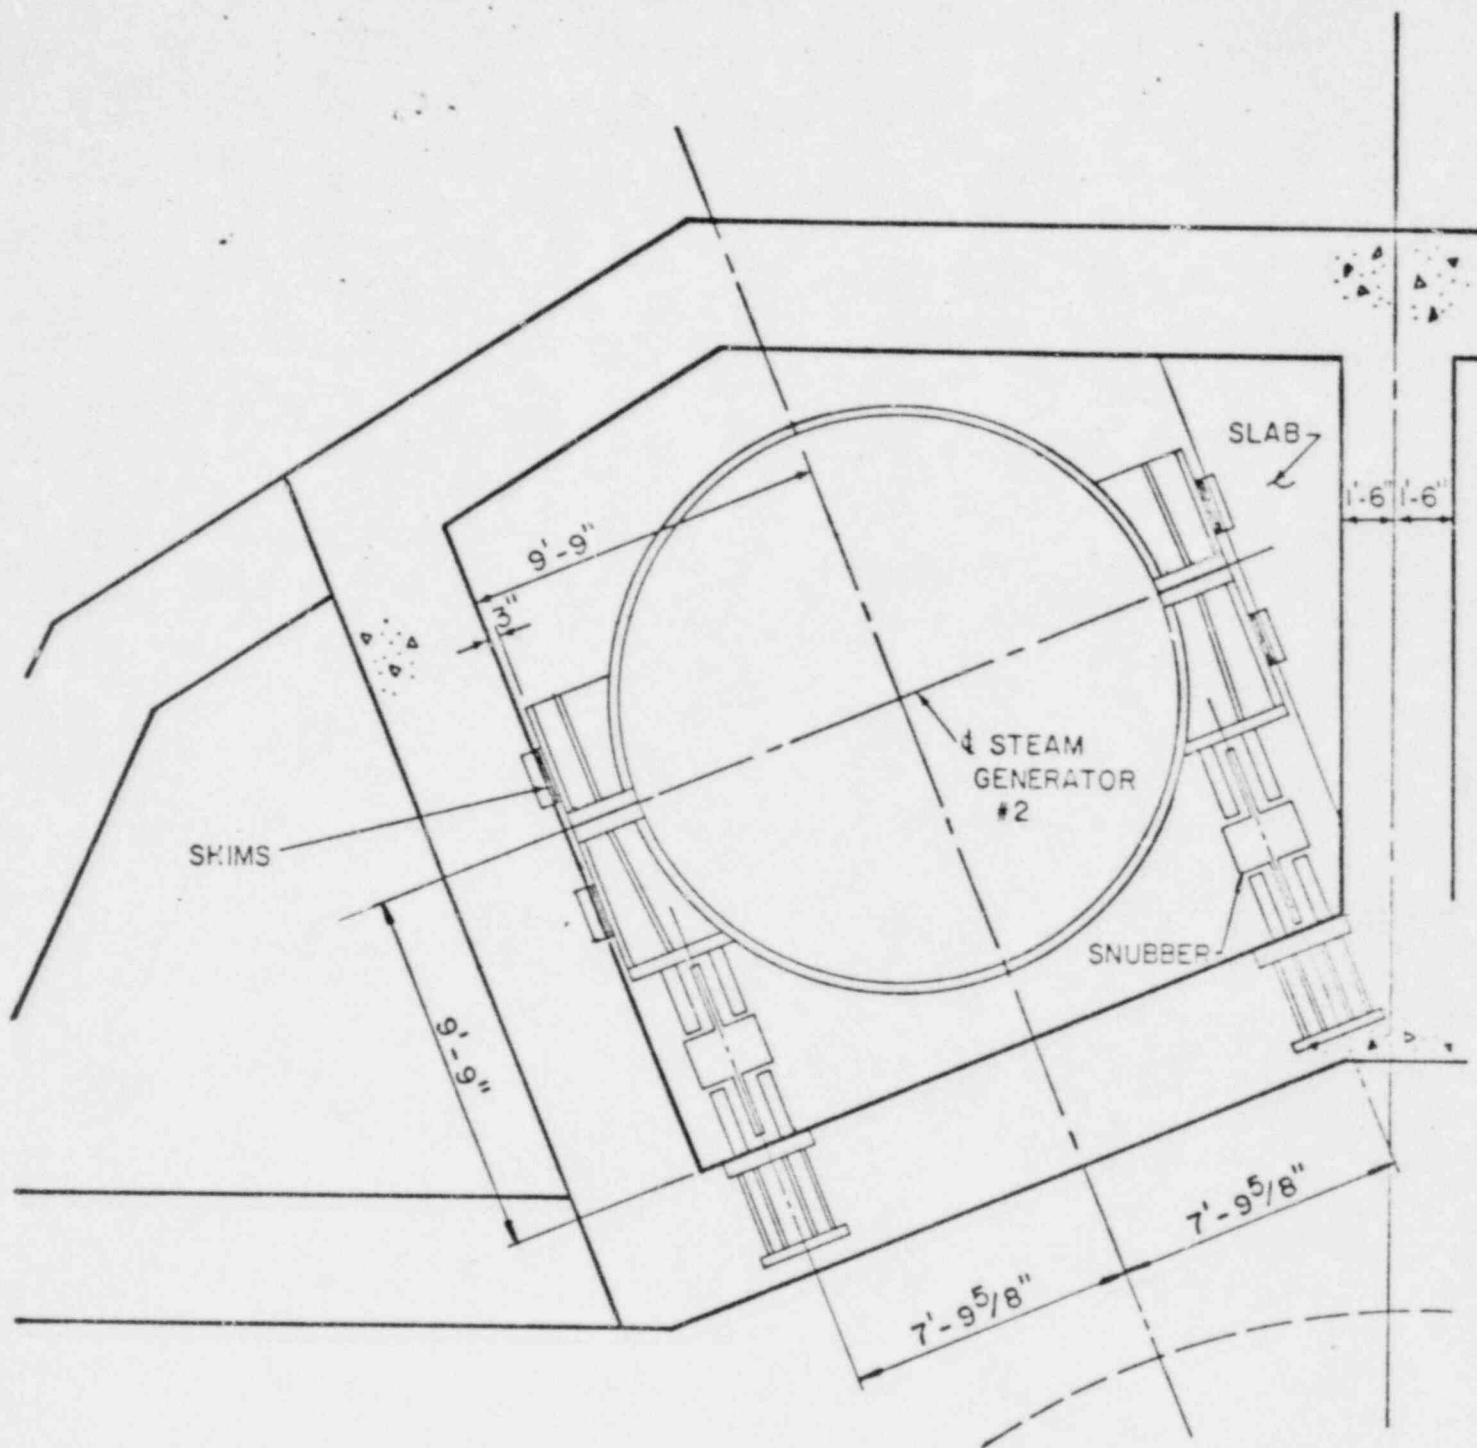 SLAB
1'-6" 1'-6"
9'-9"
3"
℄ STEAM
GENERATOR
#2
SHIMS
SNUBBER
9'-9"
7'-9 5/8"
7'-9 5/8"